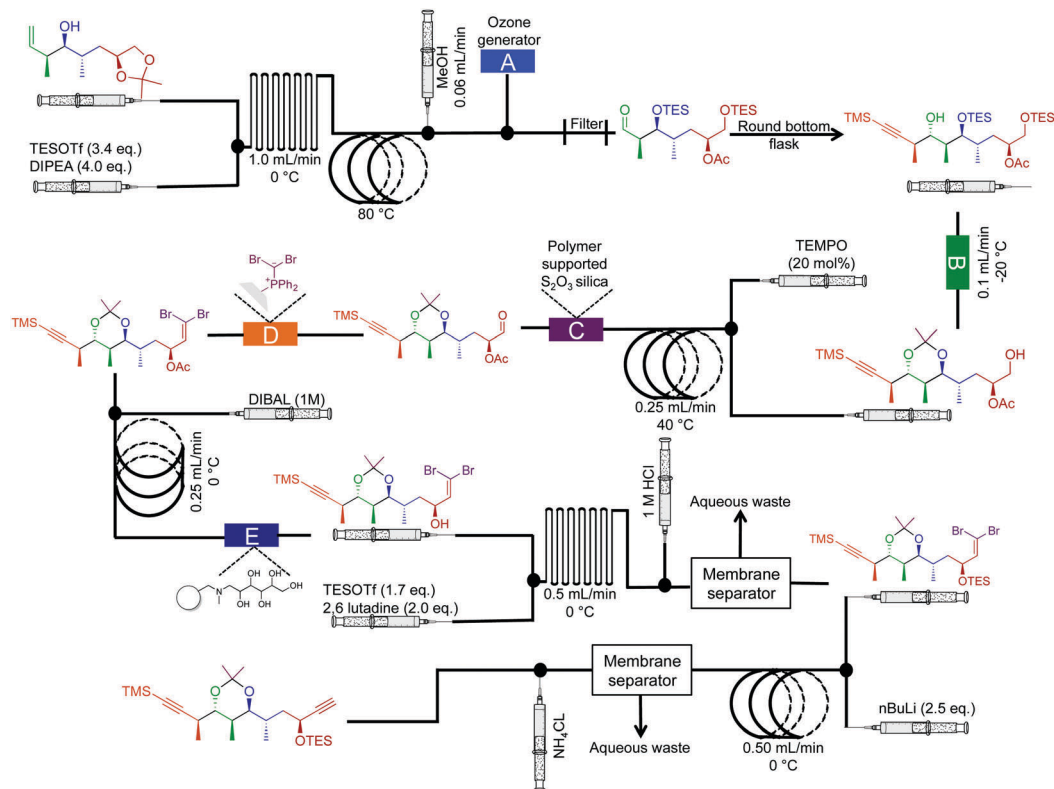 OH
O
O
TESOTf (3.4 eq.)
DIPEA (4.0 eq.)
1.0 mL/min
0 °C
80 °C
MeOH
0.06 mL/min
Ozone
generator
A
Filter
O
OTES
OTES
OAc
Round bottom
flask
TMS
OH
OTES
OTES
OAc
B
0.1 mL/min
-20 °C
TMS
O
O
Br
Br
OAc
Br
Br
+
PPh2
D
TMS
O
O
O
OAc
Polymer
supported
S2O3 silica
C
0.25 mL/min
40 °C
TEMPO
(20 mol%)
TMS
O
O
OH
OAc
DIBAL (1M)
0.25 mL/min
0 °C
E
N
OH
OH
OH
OH
OH
TMS
O
O
Br
Br
OH
TESOTf (1.7 eq.)
2,6 lutadine (2.0 eq.)
0.5 mL/min
0 °C
1 M HCl
Aqueous waste
Membrane
separator
TMS
O
O
Br
Br
OTES
nBuLi (2.5 eq.)
0.50 mL/min
0 °C
Membrane
separator
Aqueous waste
NH4CL
TMS
O
O
OTES